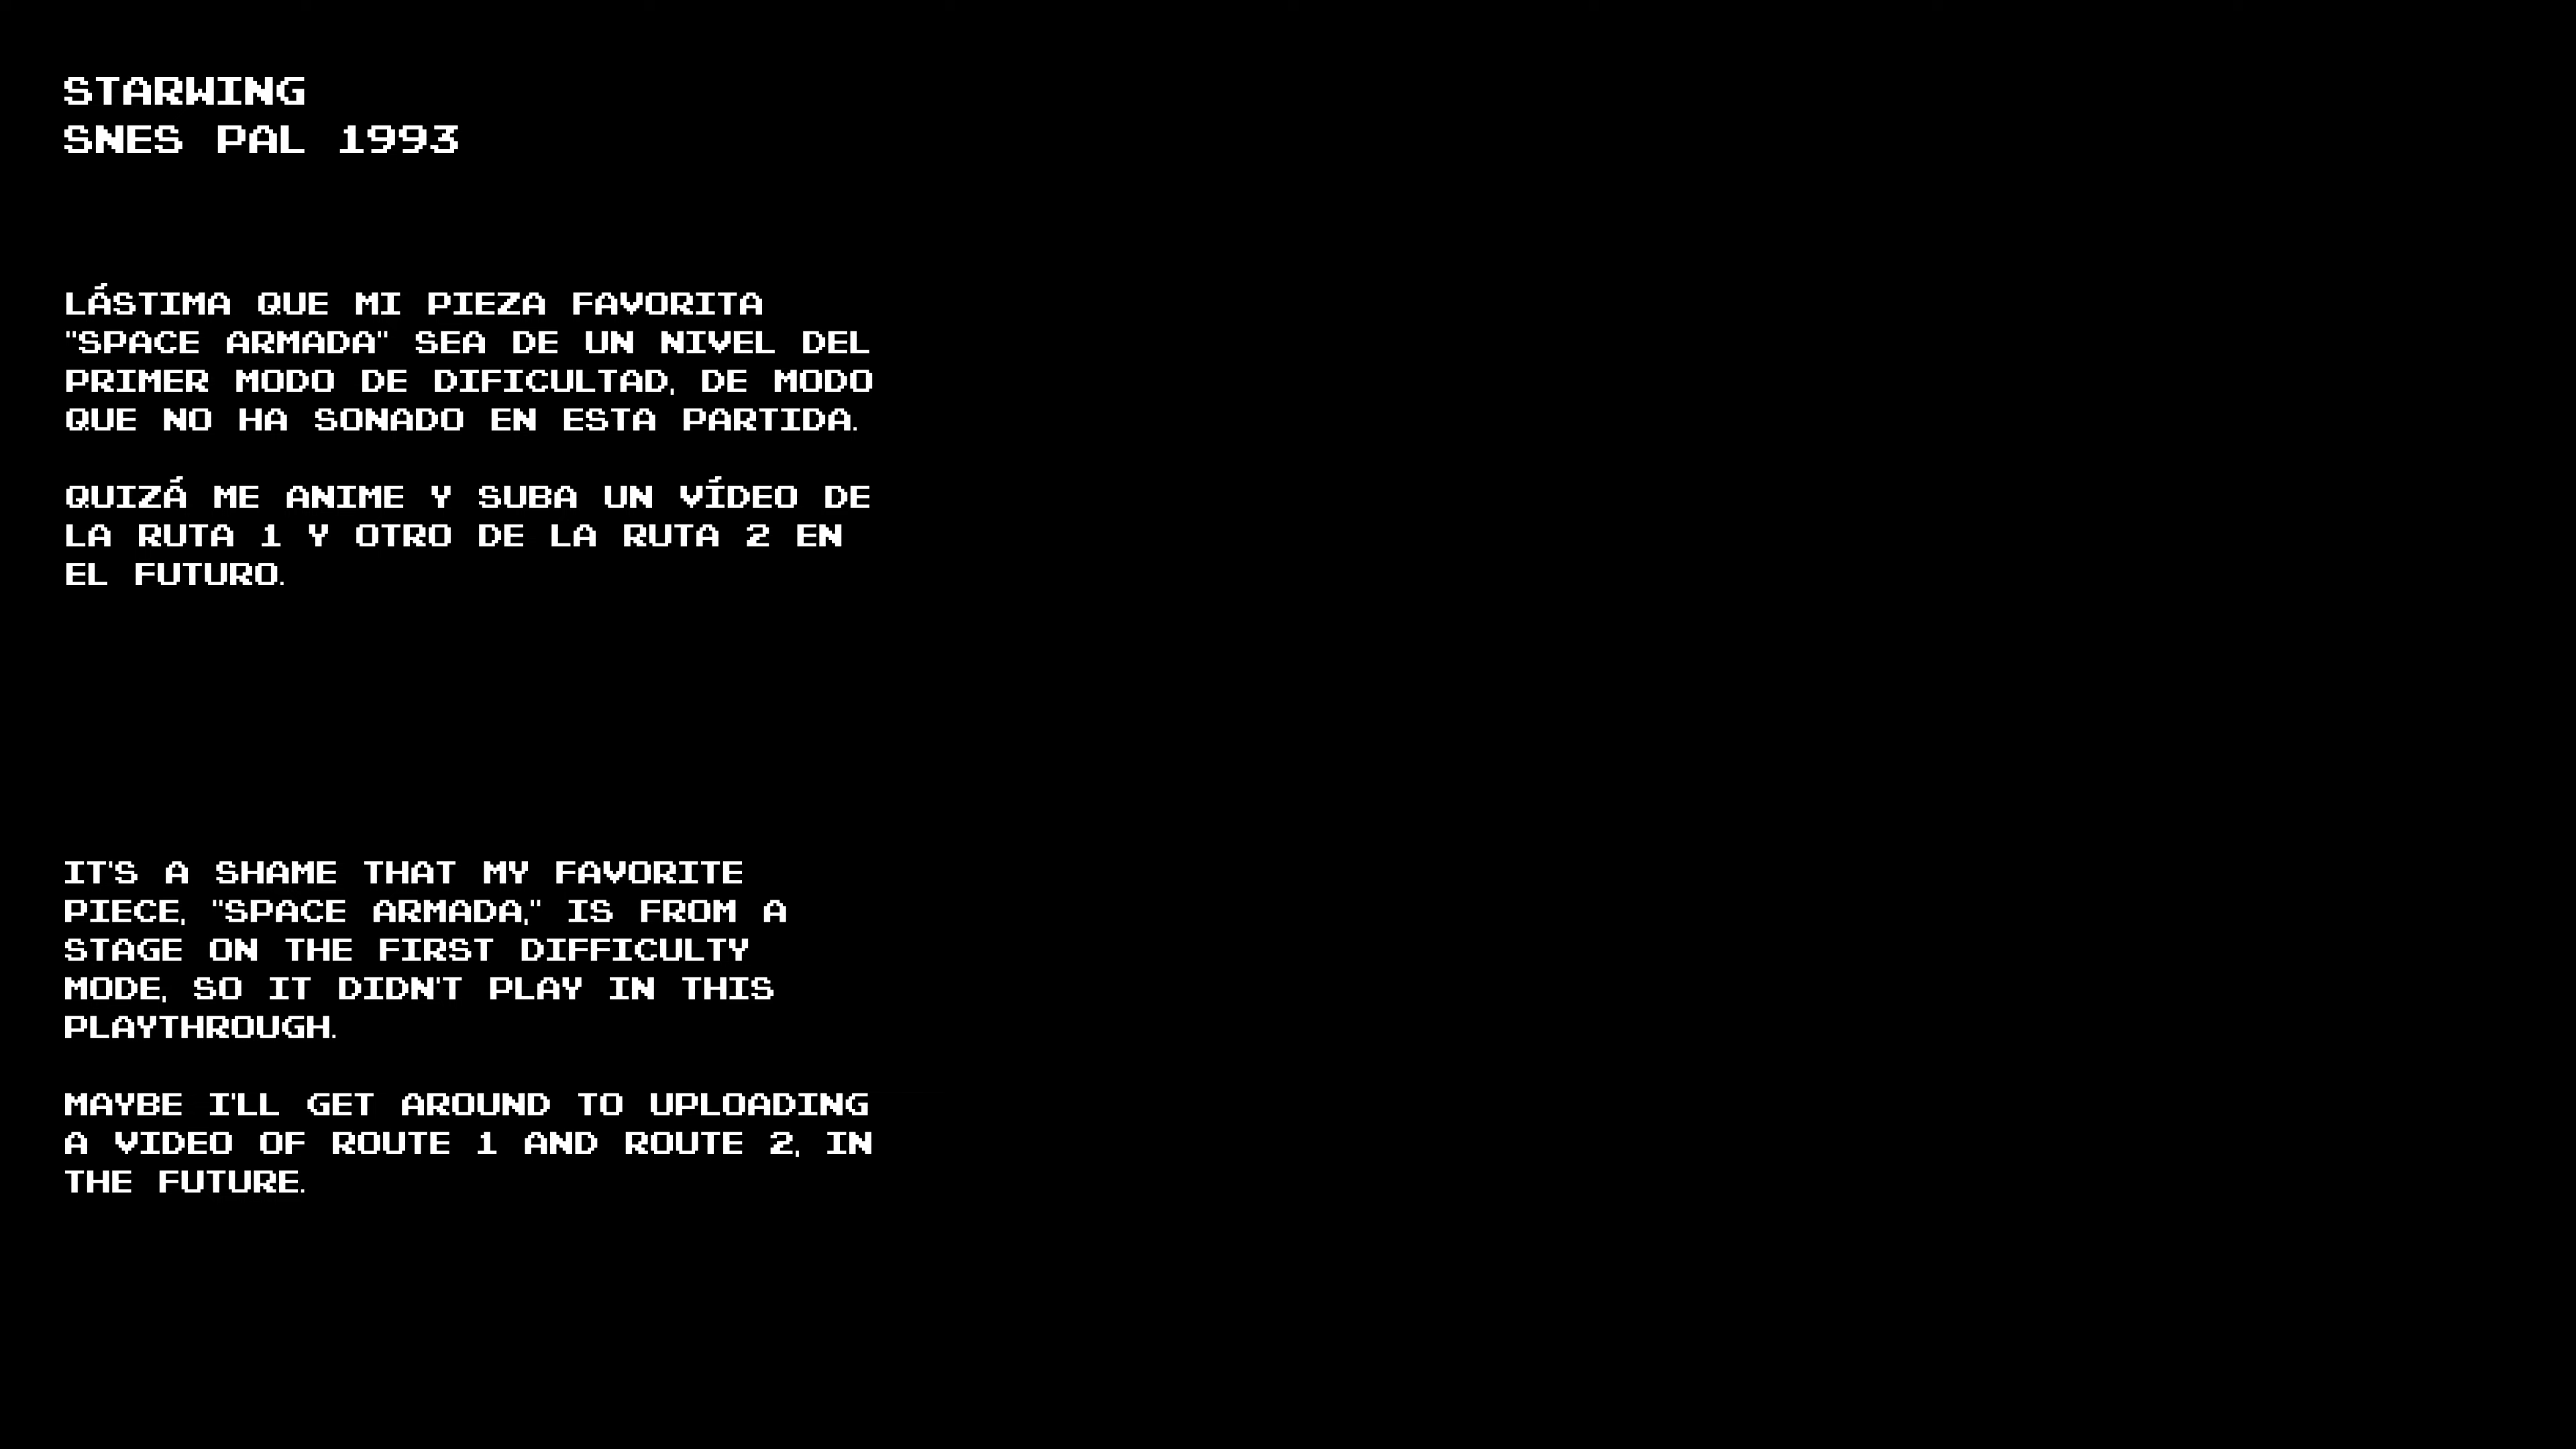 STARWING
SNES PAL 1993
LÁSTIMA QUE MI PIEZA FAVORITA
"SPACE ARMADA" SEA DE UN NIVEL DEL
PRIMER MODO DE DIFICULTAD, DE MODO
QUE NO HA SONADO EN ESTA PARTIDA.
QUIZÁ ME ANIME Y SUBA UN VÍDEO DE
LA RUTA 1 Y OTRO DE LA RUTA 2 EN
EL FUTURO.
IT'S A SHAME THAT MY FAVORITE
PIECE, "SPACE ARMADA," IS FROM A
STAGE ON THE FIRST DIFFICULTY
MODE, SO IT DIDN'T PLAY IN THIS
PLAYTHROUGH.
MAYBE I'LL GET AROUND TO UPLOADING
A VIDEO OF ROUTE 1 AND ROUTE 2, IN
THE FUTURE.